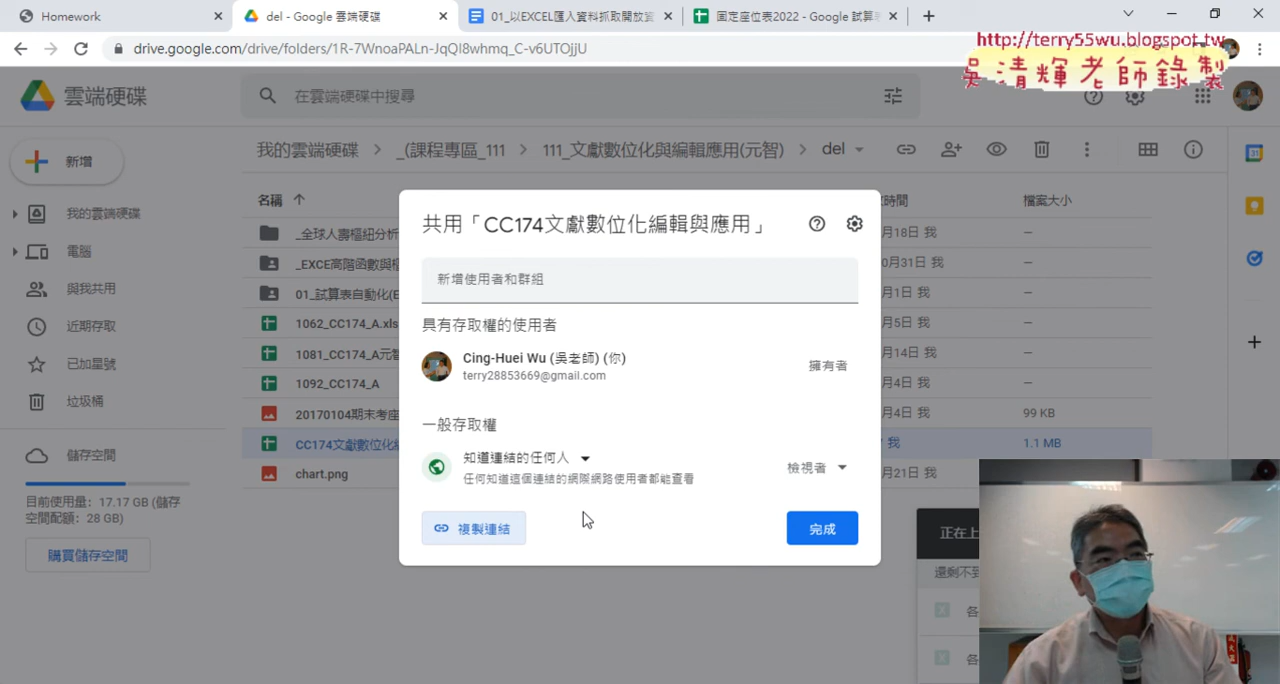 Homework
del - Google 雲端硬碟
01_以EXCEL匯入資料抓取開放資
固定座位表2022 - Google 試算表
drive.google.com/drive/folders/1R-7WnoaPALn-JqQI8whmq_C-v6UTOjjU
http://terry55wu.blogspot.tw
吳清輝老師錄製
雲端硬碟
在雲端硬碟中搜尋
新增
我的雲端硬碟
_(課程專區_111
111_文獻數位化與編輯應用(元智)
del
我的雲端硬碟
電腦
與我共用
近期存取
已加星號
垃圾桶
儲存空間
目前使用量：17.17 GB (儲存
空間配額：28 GB)
購買儲存空間
名稱
時間
檔案大小
_全球人壽樞紐分析
月18日 我
–
_EXCE高階函數與樞
0月31日 我
–
01_試算表自動化(E
月1日 我
–
1062_CC174_A.xls
月5日 我
–
1081_CC174_A元智
月14日 我
–
1092_CC174_A
月4日 我
–
20170104期末考座
月4日 我
99 KB
CC174文獻數位化編
我
1.1 MB
chart.png
月21日 我
共用「CC174文獻數位化編輯與應用」
新增使用者和群組
具有存取權的使用者
Cing-Huei Wu (吳老師) (你)
terry28853669@gmail.com
擁有者
一般存取權
知道連結的任何人
任何知道這個連結的網際網路使用者都能查看
檢視者
複製連結
完成
正在上
還剩不到
各
各